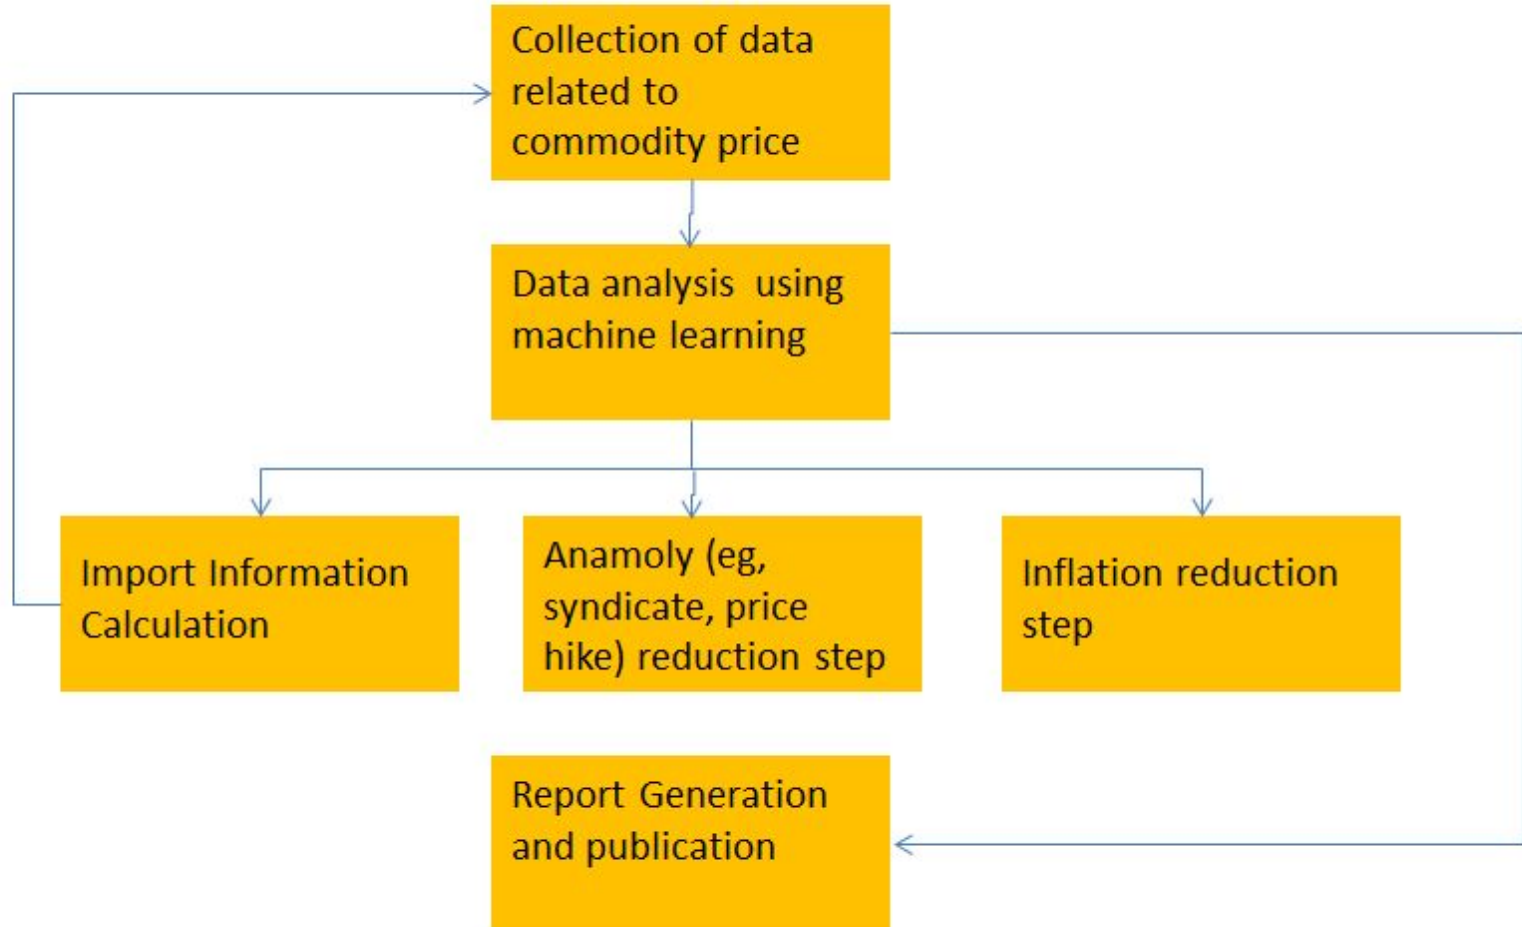 Collection of data
related to
commodity price
Data analysis  using
machine learning
Import Information
Calculation
Anamoly (eg,
syndicate, price
hike) reduction step
Inflation reduction
step
Report Generation
and publication